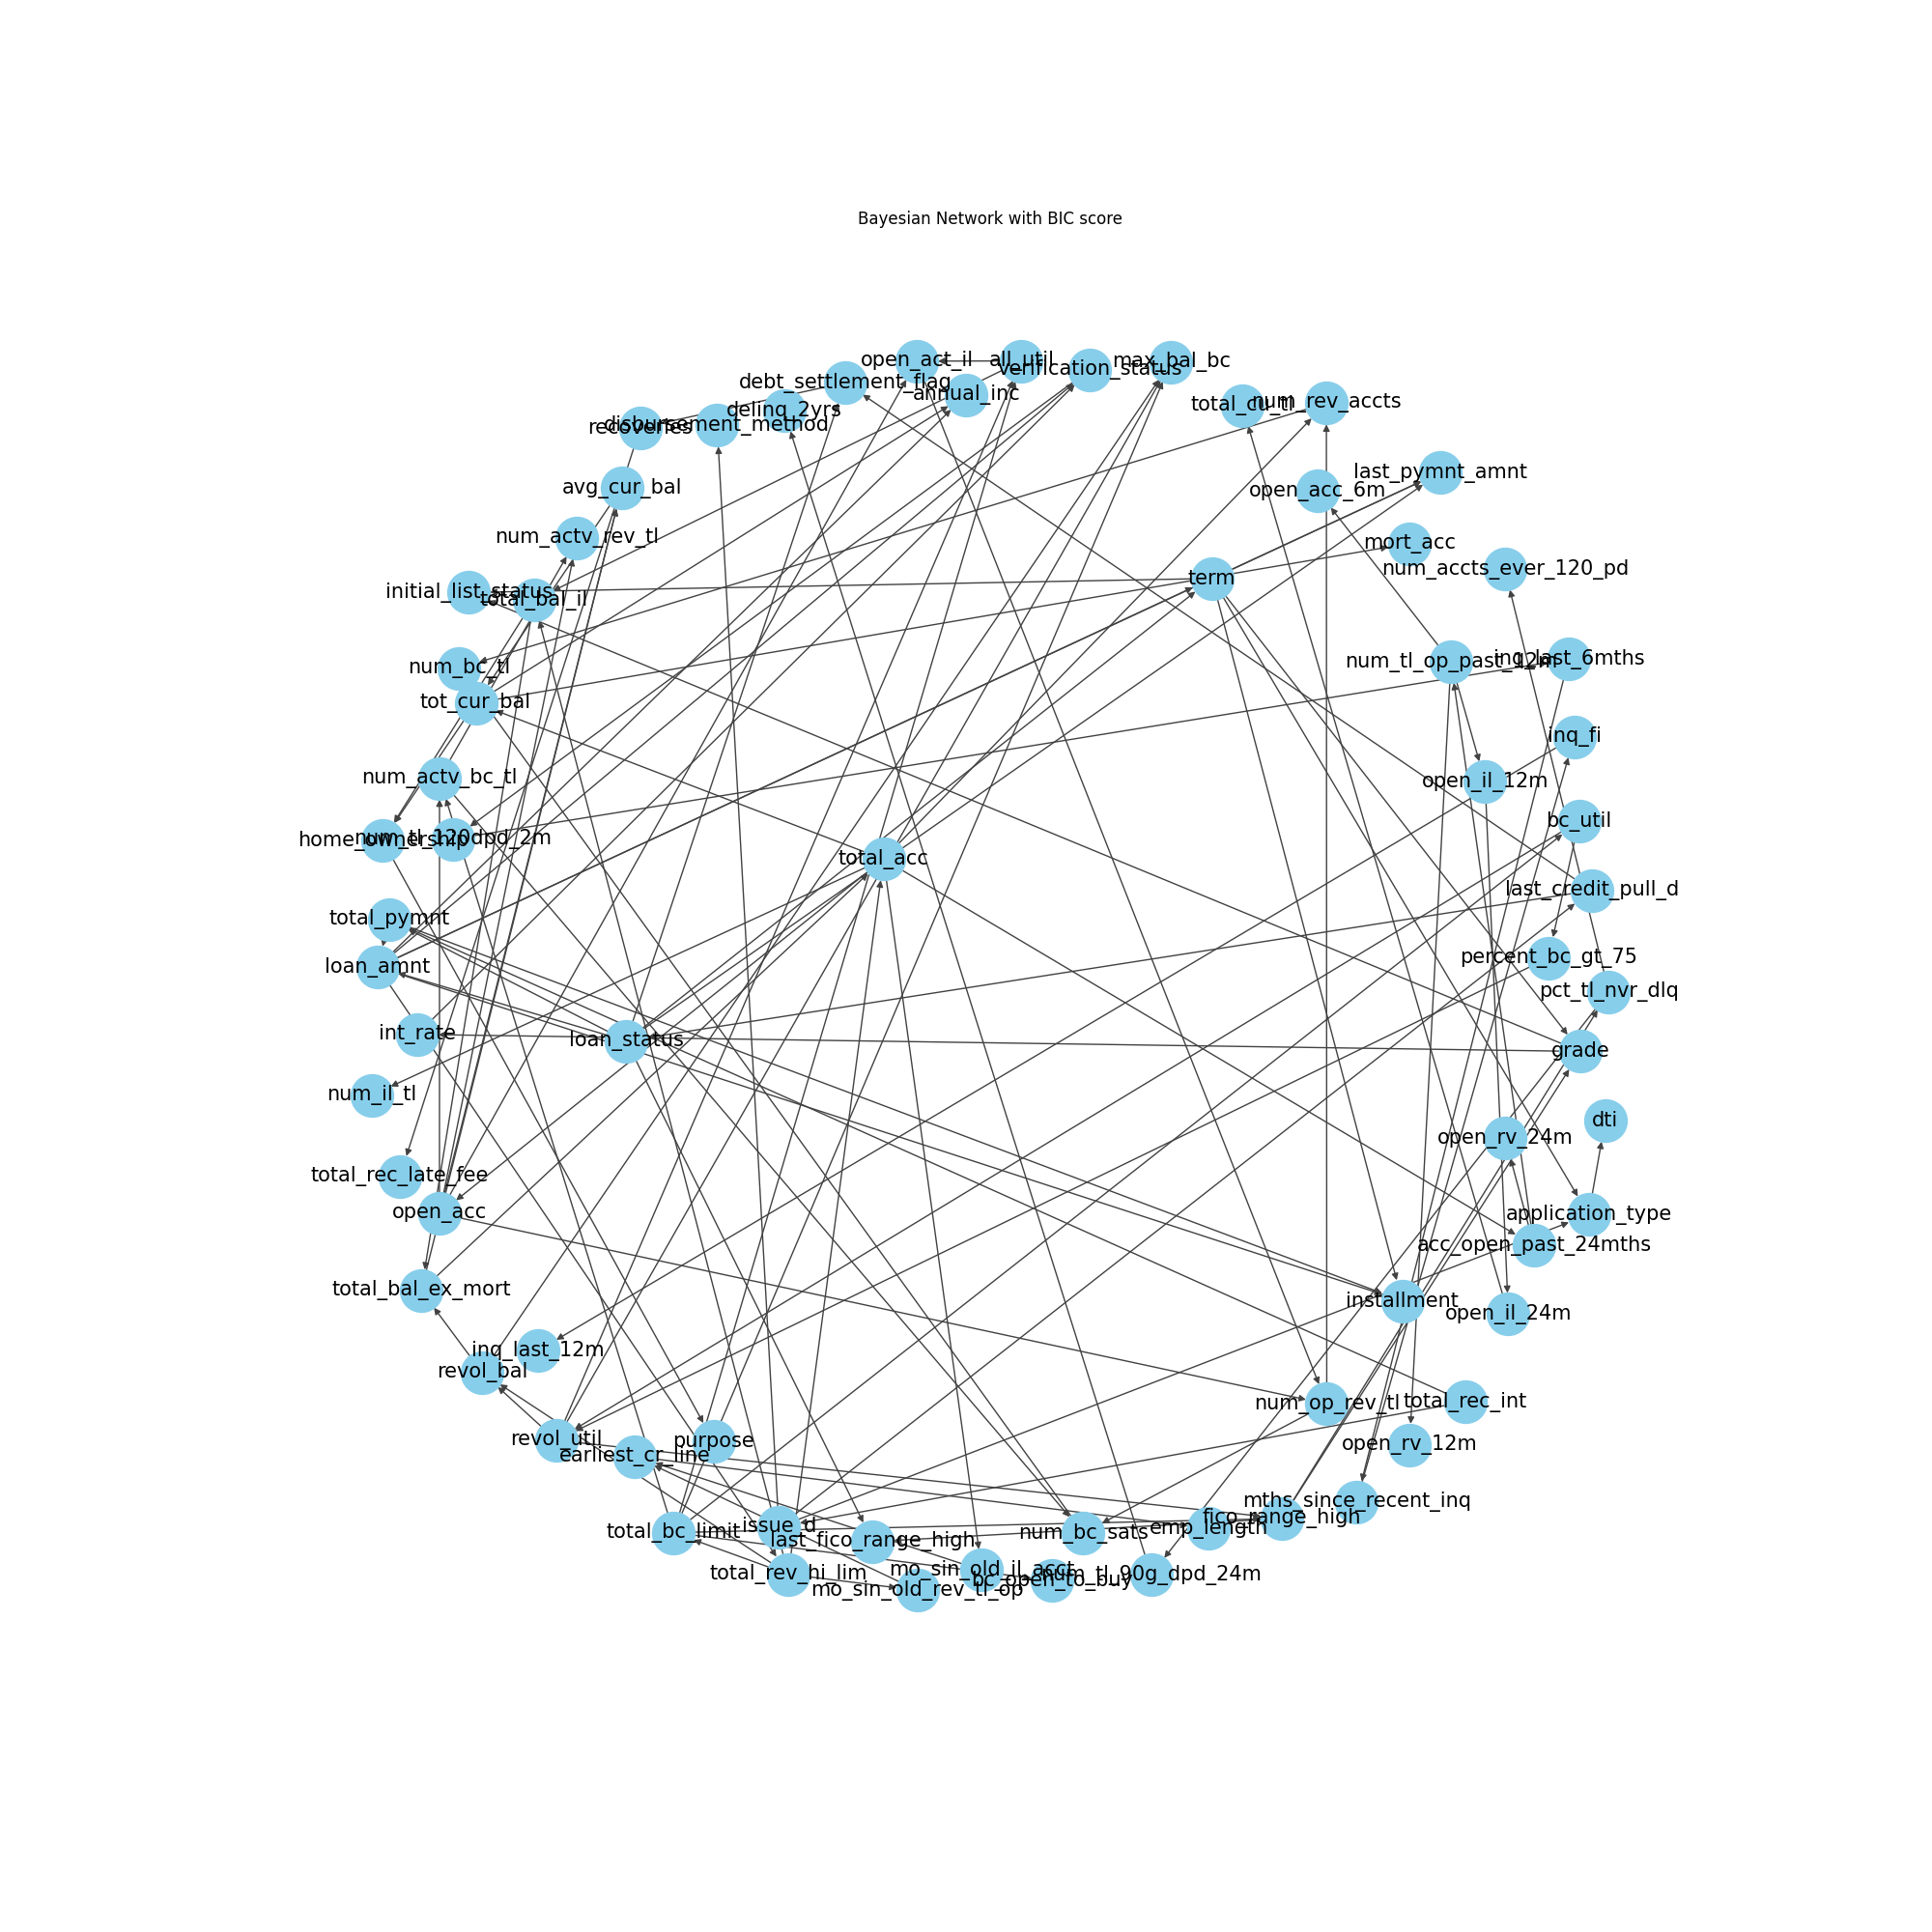 Bayesian Network with BIC score
open_act_il
all_util
max_bal_bc
verification_status
debt_settlement_flag
annual_inc
total_cu_tl
num_rev_accts
delinq_2yrs
recoveries
disbursement_method
last_pymnt_amnt
avg_cur_bal
open_acc_6m
num_actv_rev_tl
mort_acc
num_accts_ever_120_pd
term
initial_list_status
total_bal_il
num_bc_tl
num_tl_op_past_12m
inq_last_6mths
tot_cur_bal
inq_fi
num_actv_bc_tl
open_il_12m
bc_util
home_ownership
num_tl_120dpd_2m
total_acc
last_credit_pull_d
total_pymnt
percent_bc_gt_75
loan_amnt
pct_tl_nvr_dlq
int_rate
loan_status
grade
num_il_tl
dti
open_rv_24m
total_rec_late_fee
open_acc
application_type
acc_open_past_24mths
total_bal_ex_mort
installment
open_il_24m
inq_last_12m
revol_bal
num_op_rev_tl
total_rec_int
revol_util
purpose
open_rv_12m
earliest_cr_line
mths_since_recent_inq
fico_range_high
total_bc_limit
issue_d
last_fico_range_high
num_bc_sats
emp_length
total_rev_hi_lim
mo_sin_old_il_acct
bc_open_to_buy
num_tl_90g_dpd_24m
mo_sin_old_rev_tl_op